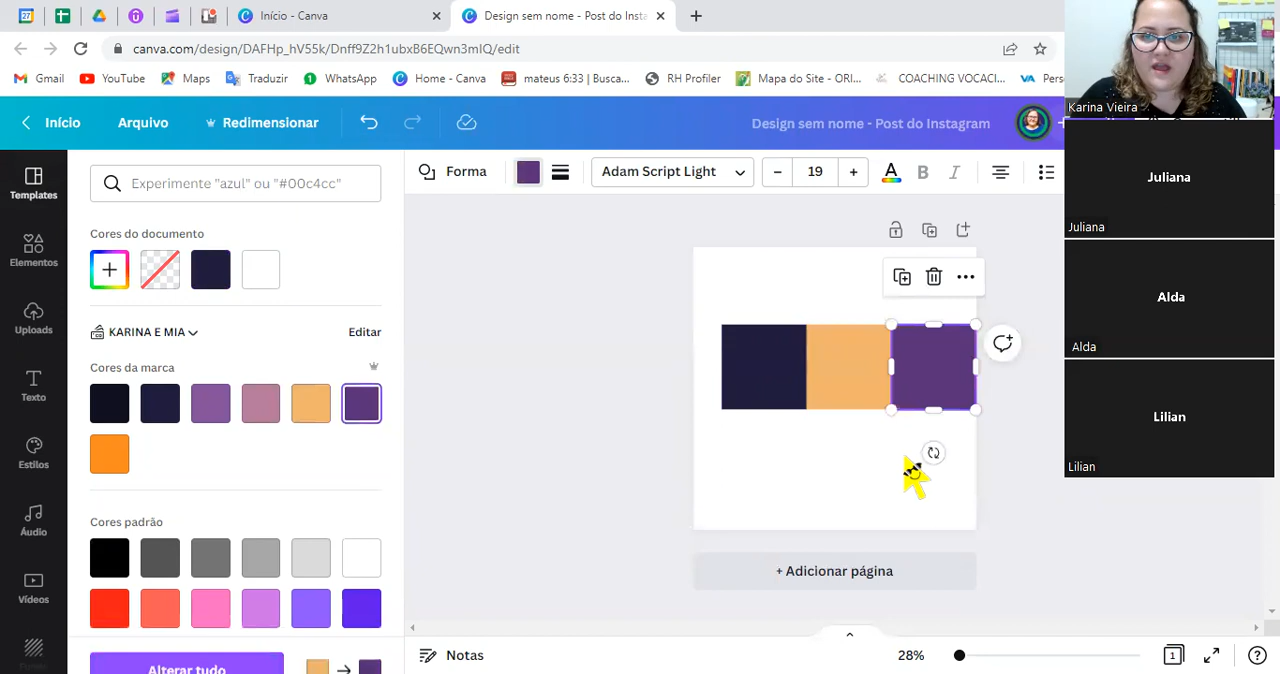 Início - Canva
Design sem nome - Post do Insta
canva.com/design/DAFHp_hV55k/Dnff9Z2h1ubxB6EQwn3mIQ/edit
Gmail YouTube Maps Traduzir WhatsApp Home - Canva mateus 6:33 | Busca... RH Profiler Mapa do Site - ORI... COACHING VOCACI... VA Pers
Karina Vieira
Início Arquivo Redimensionar Design sem nome - Post do Instagram
Forma Adam Script Light 19 A B I
Templates
Elementos
Uploads
Texto
Estilos
Áudio
Vídeos
Experimente "azul" ou "#00c4cc"
Cores do documento
KARINA E MIA Editar
Cores da marca
Cores padrão
Alterar tudo
+ Adicionar página
Notas
28%
1
Juliana
Juliana
Alda
Alda
Lilian
Lilian